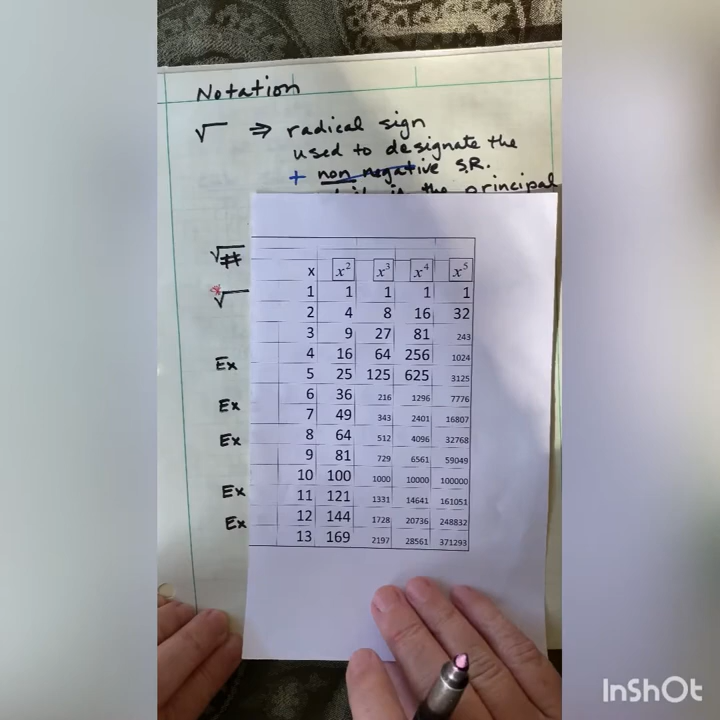 Notation
√ ⇒ radical sign
used to designate the
+ non negative S.R.
is the principal
√#
√
x x² x³ x⁴ x⁵
1 1 1 1 1
2 4 8 16 32
3 9 27 81 243
Ex 4 16 64 256 1024
5 25 125 625 3125
Ex 6 36 216 1296 7776
7 49 343 2401 16807
Ex 8 64 512 4096 32768
9 81 729 6561 59049
10 100 1000 10000 100000
Ex 11 121 1331 14641 161051
Ex 12 144 1728 20736 248832
13 169 2197 28561 371293
InShOt